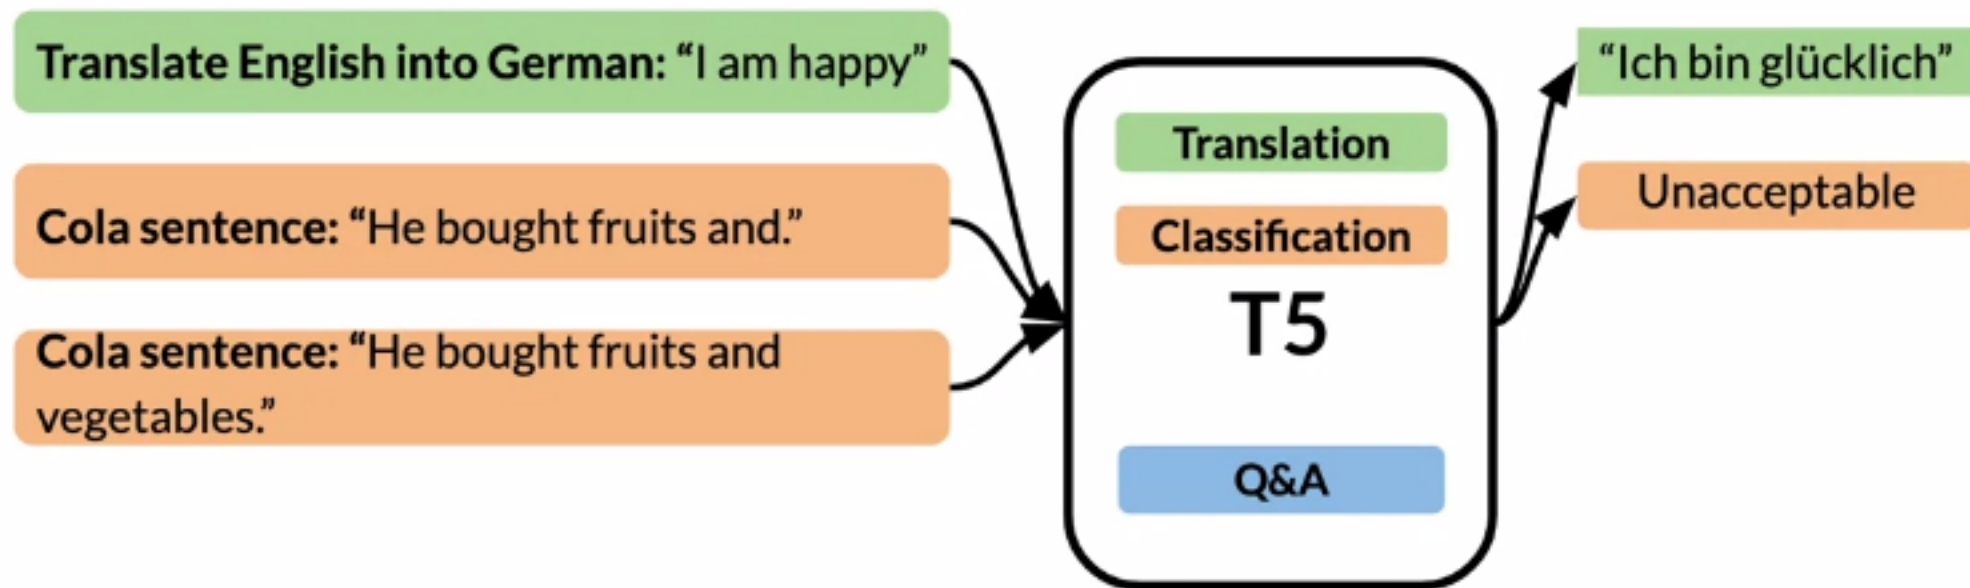 Translate English into German: “I am happy”
Cola sentence: “He bought fruits and.”
Cola sentence: “He bought fruits and
vegetables.”
Translation
Classification
T5
Q&A
“Ich bin glücklich”
Unacceptable